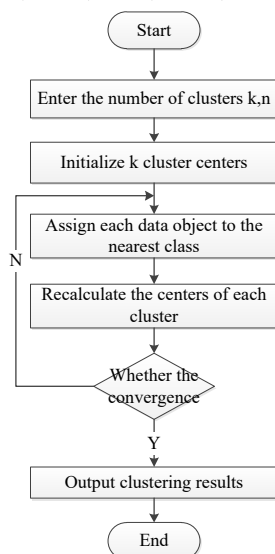 Start
Enter the number of clusters k,n
Initialize k cluster centers
Assign each data object to the
nearest class
N
Recalculate the centers of each
cluster
Whether the
convergence
Y
Output clustering results
End